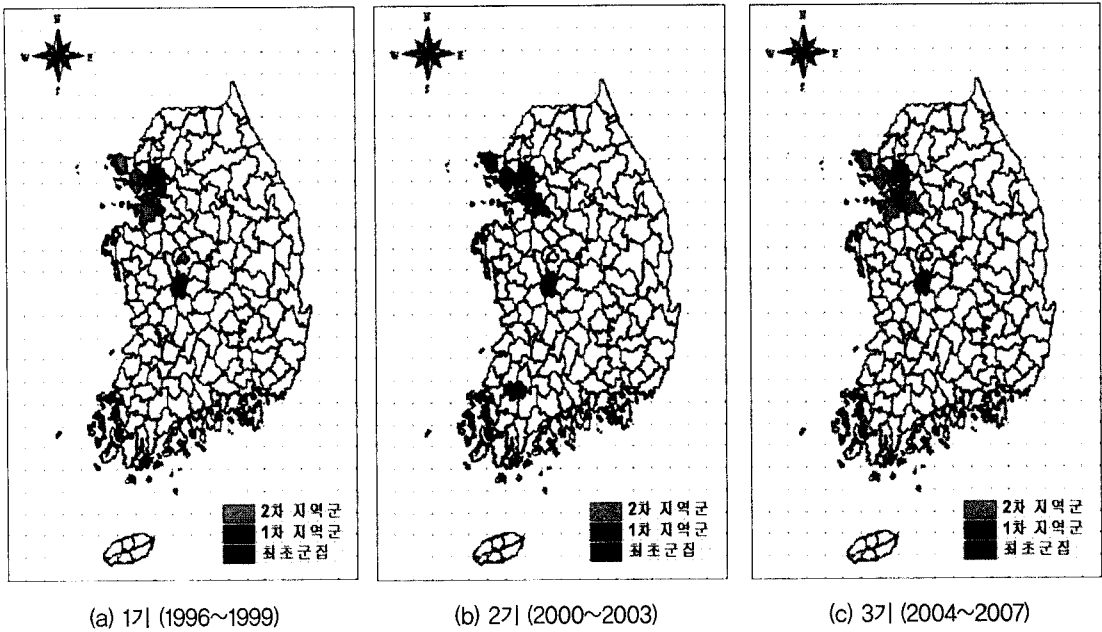 N
W E
S
2차 지역군
1차 지역군
최초군집
(a) 1기 (1996~1999)
N
W E
S
2차 지역군
1차 지역군
최초군집
(b) 2기 (2000~2003)
N
W E
S
2차 지역군
1차 지역군
최초군집
(c) 3기 (2004~2007)